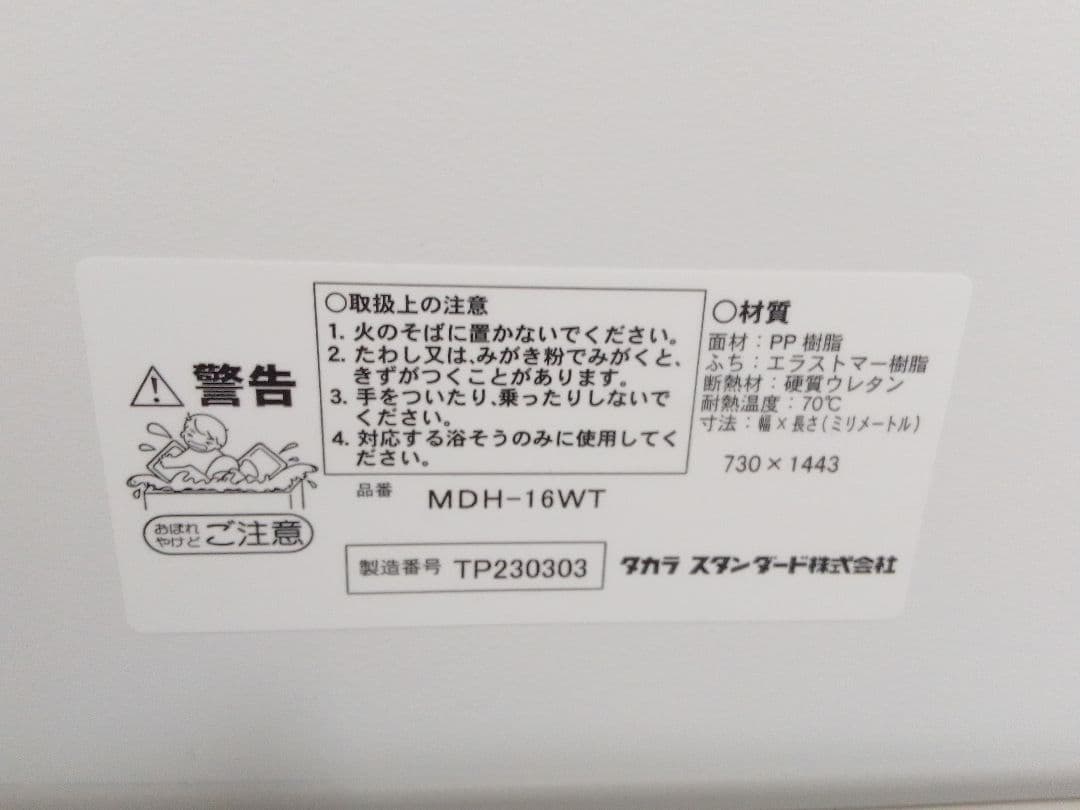 警告
おぼれ
やけど
ご注意
〇取扱上の注意
1. 火のそばに置かないでください。
2. たわし又は、みがき粉でみがくと、
きずがつくことがあります。
3. 手をついたり、乗ったりしないで
ください。
4. 対応する浴そうのみに使用してく
ださい。
〇材質
面材：PP 樹脂
ふち：エラストマー樹脂
断熱材：硬質ウレタン
耐熱温度：70℃
寸法：幅×長さ(ミリメートル)
730×1443
品番 MDH-16WT
製造番号 TP230303
タカラ スタンダード株式会社